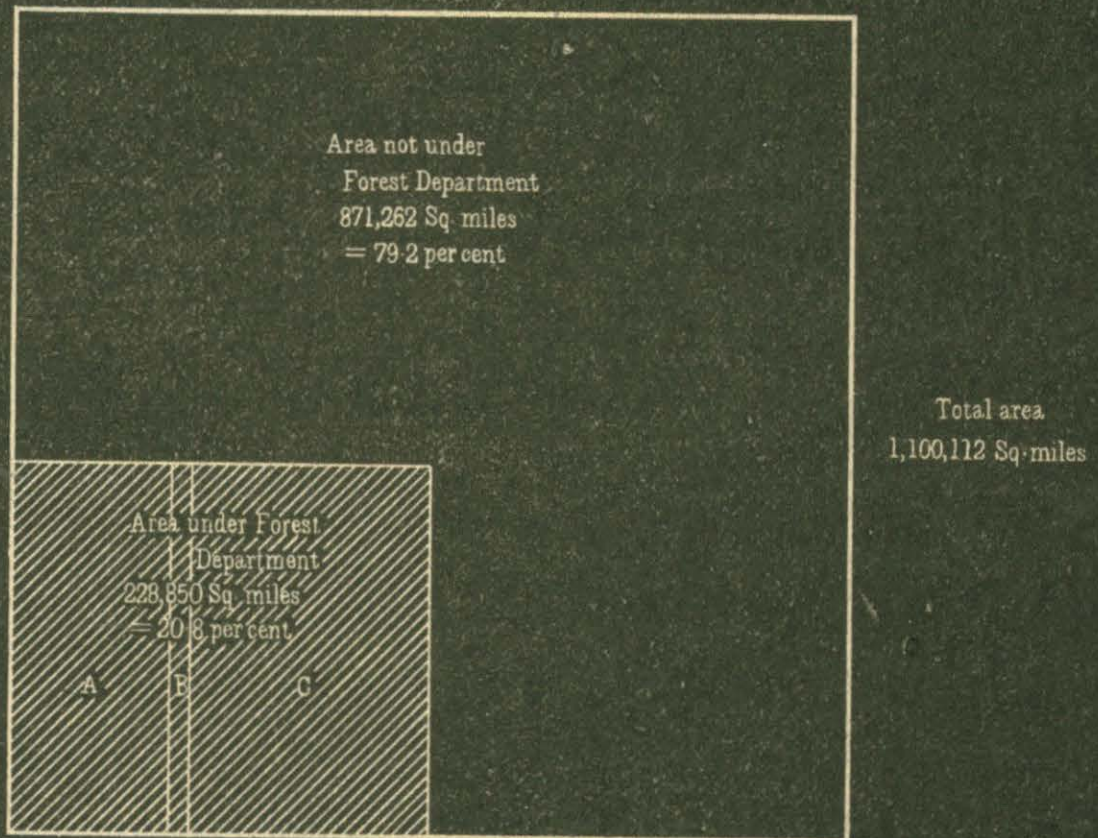 Area not under
Forest Department
871,262 Sq. miles
= 79·2 per cent
Total area
1,100,112 Sq. miles
Area under Forest
Department
228,850 Sq. miles
= 20·8 per cent
A B C